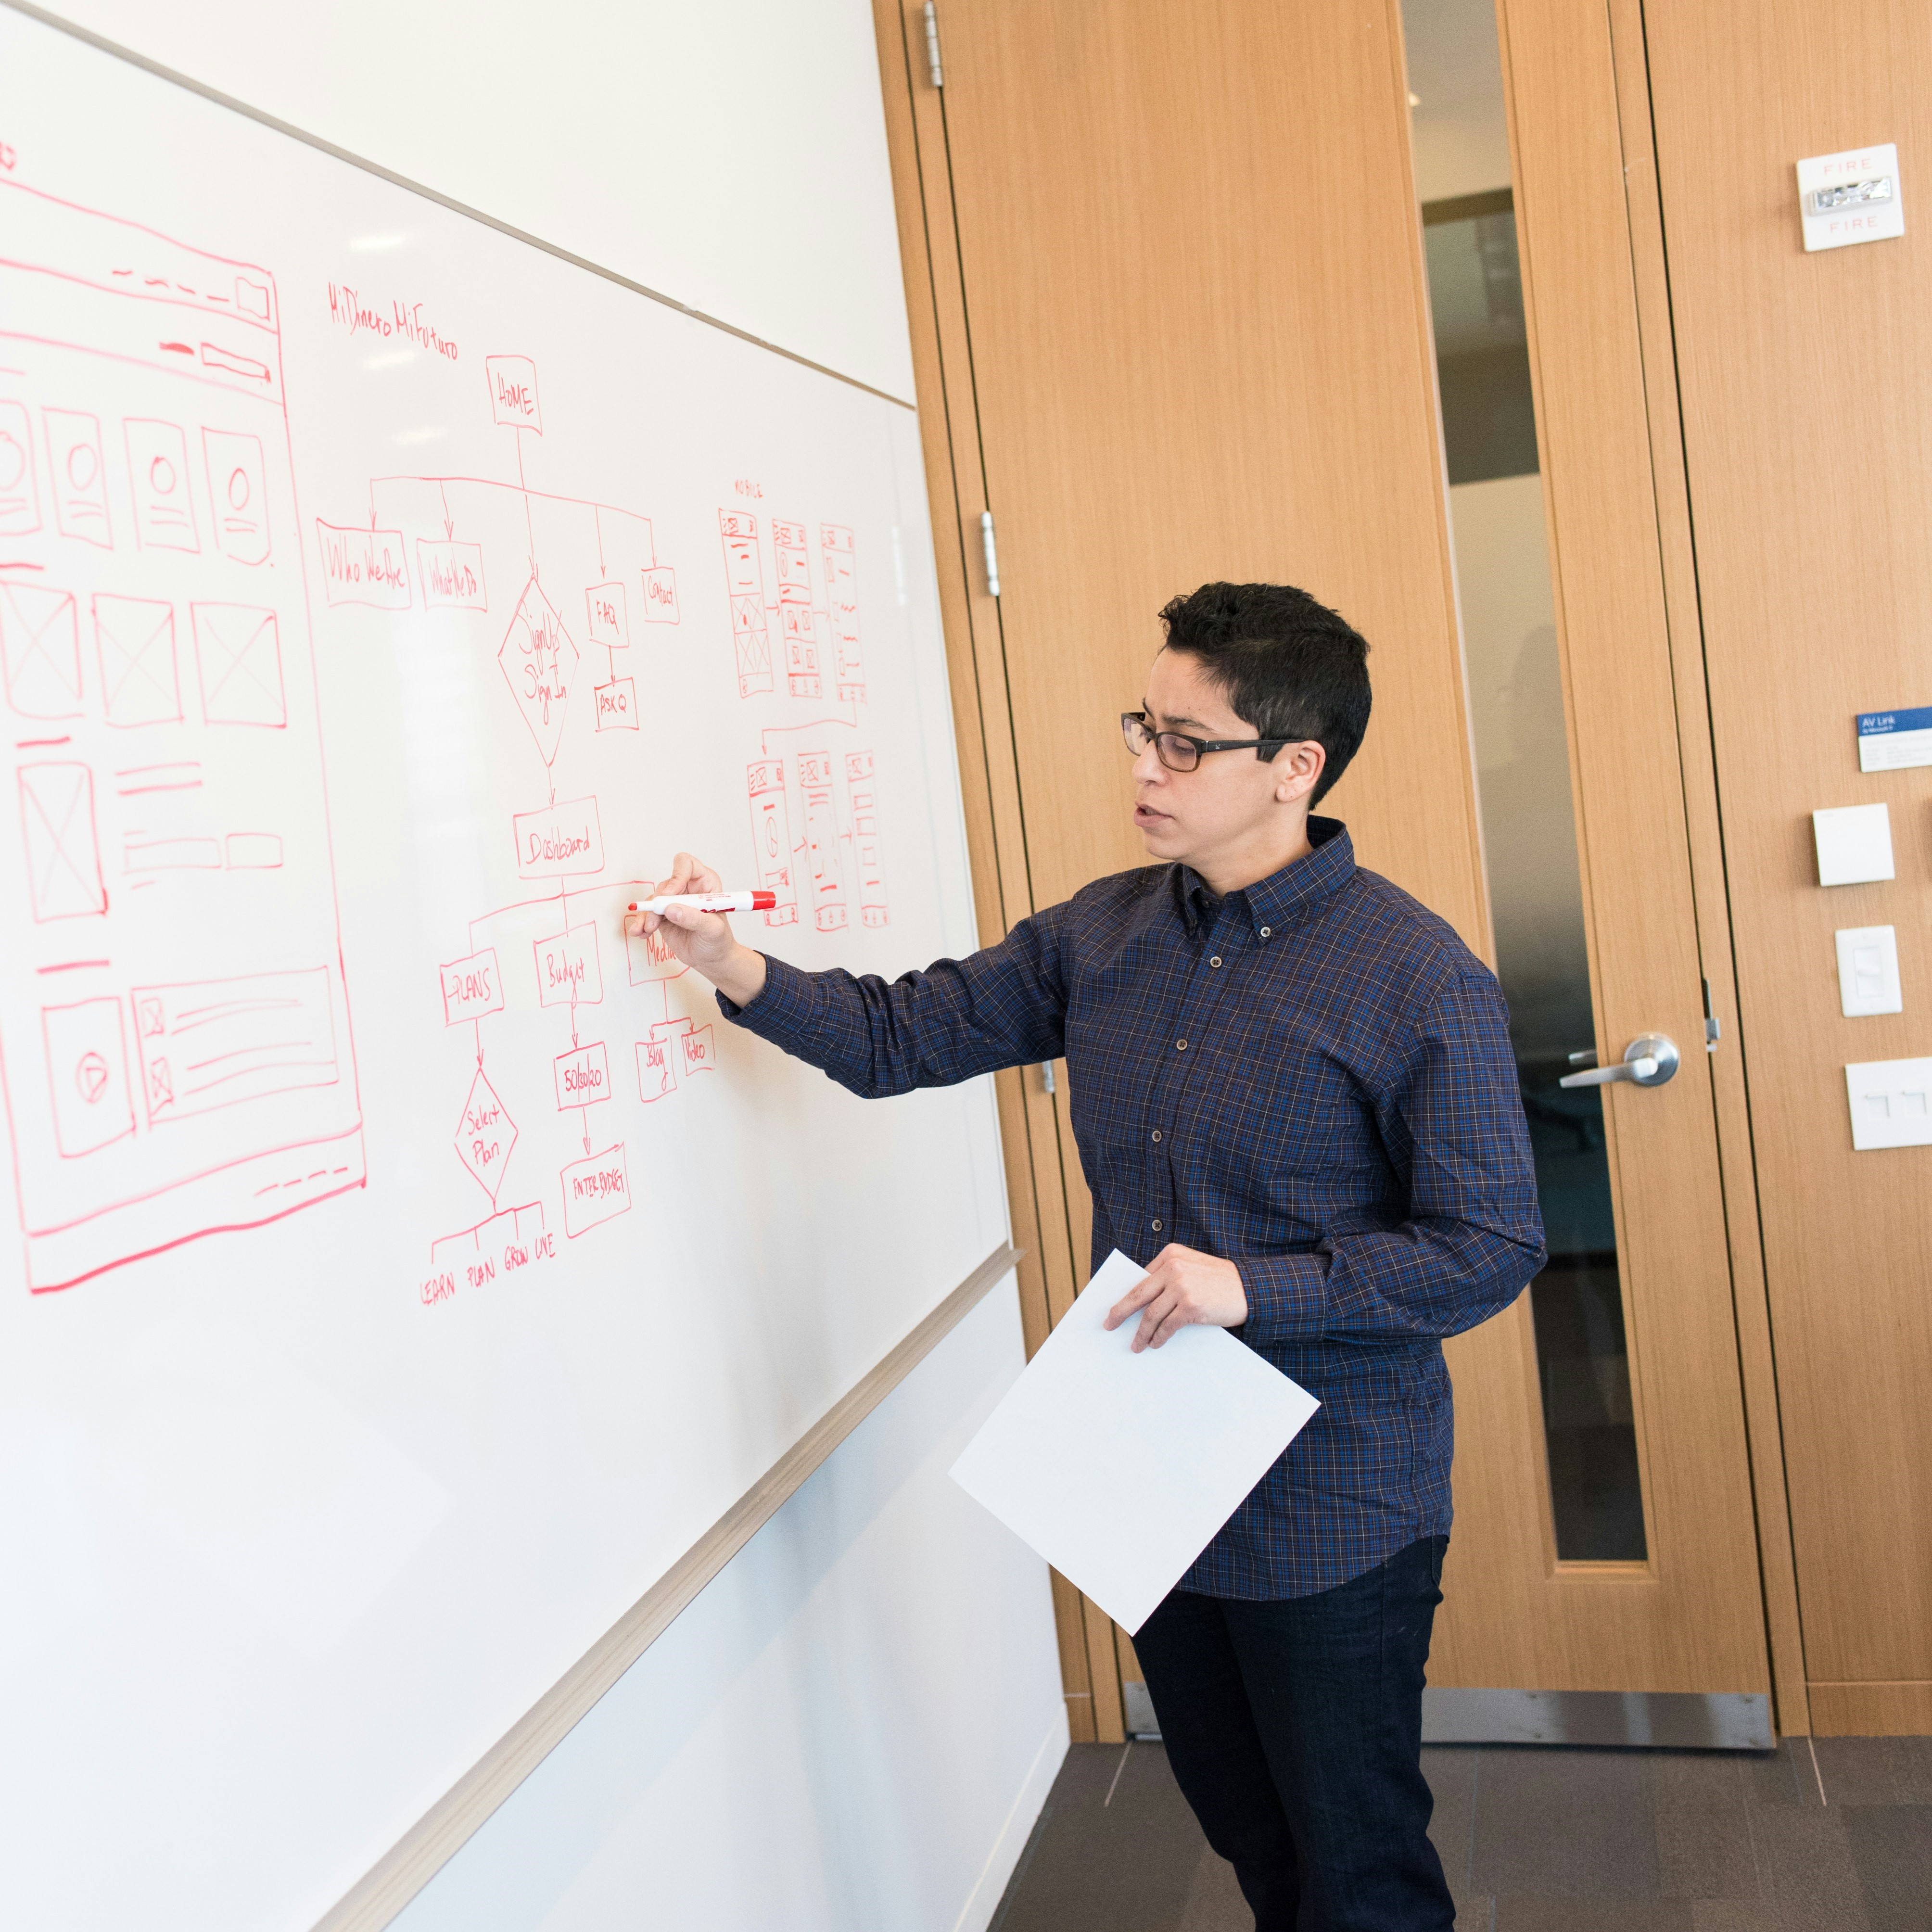 MiDinero MiFuturo
HOME
Who We Are
What We Do
Sign Up
Sign In
FAQ
Contact
ASK Q
Dashboard
PLANS
Budget
Media
Select
Plan
50/30/20
Blog
Video
ENTER BUDGET
LEARN PLAN GROW LIVE
MOBILE
FIRE
FIRE
AV Link